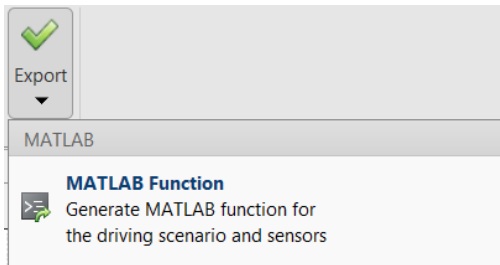 Export
MATLAB
MATLAB Function
Generate MATLAB function for
the driving scenario and sensors